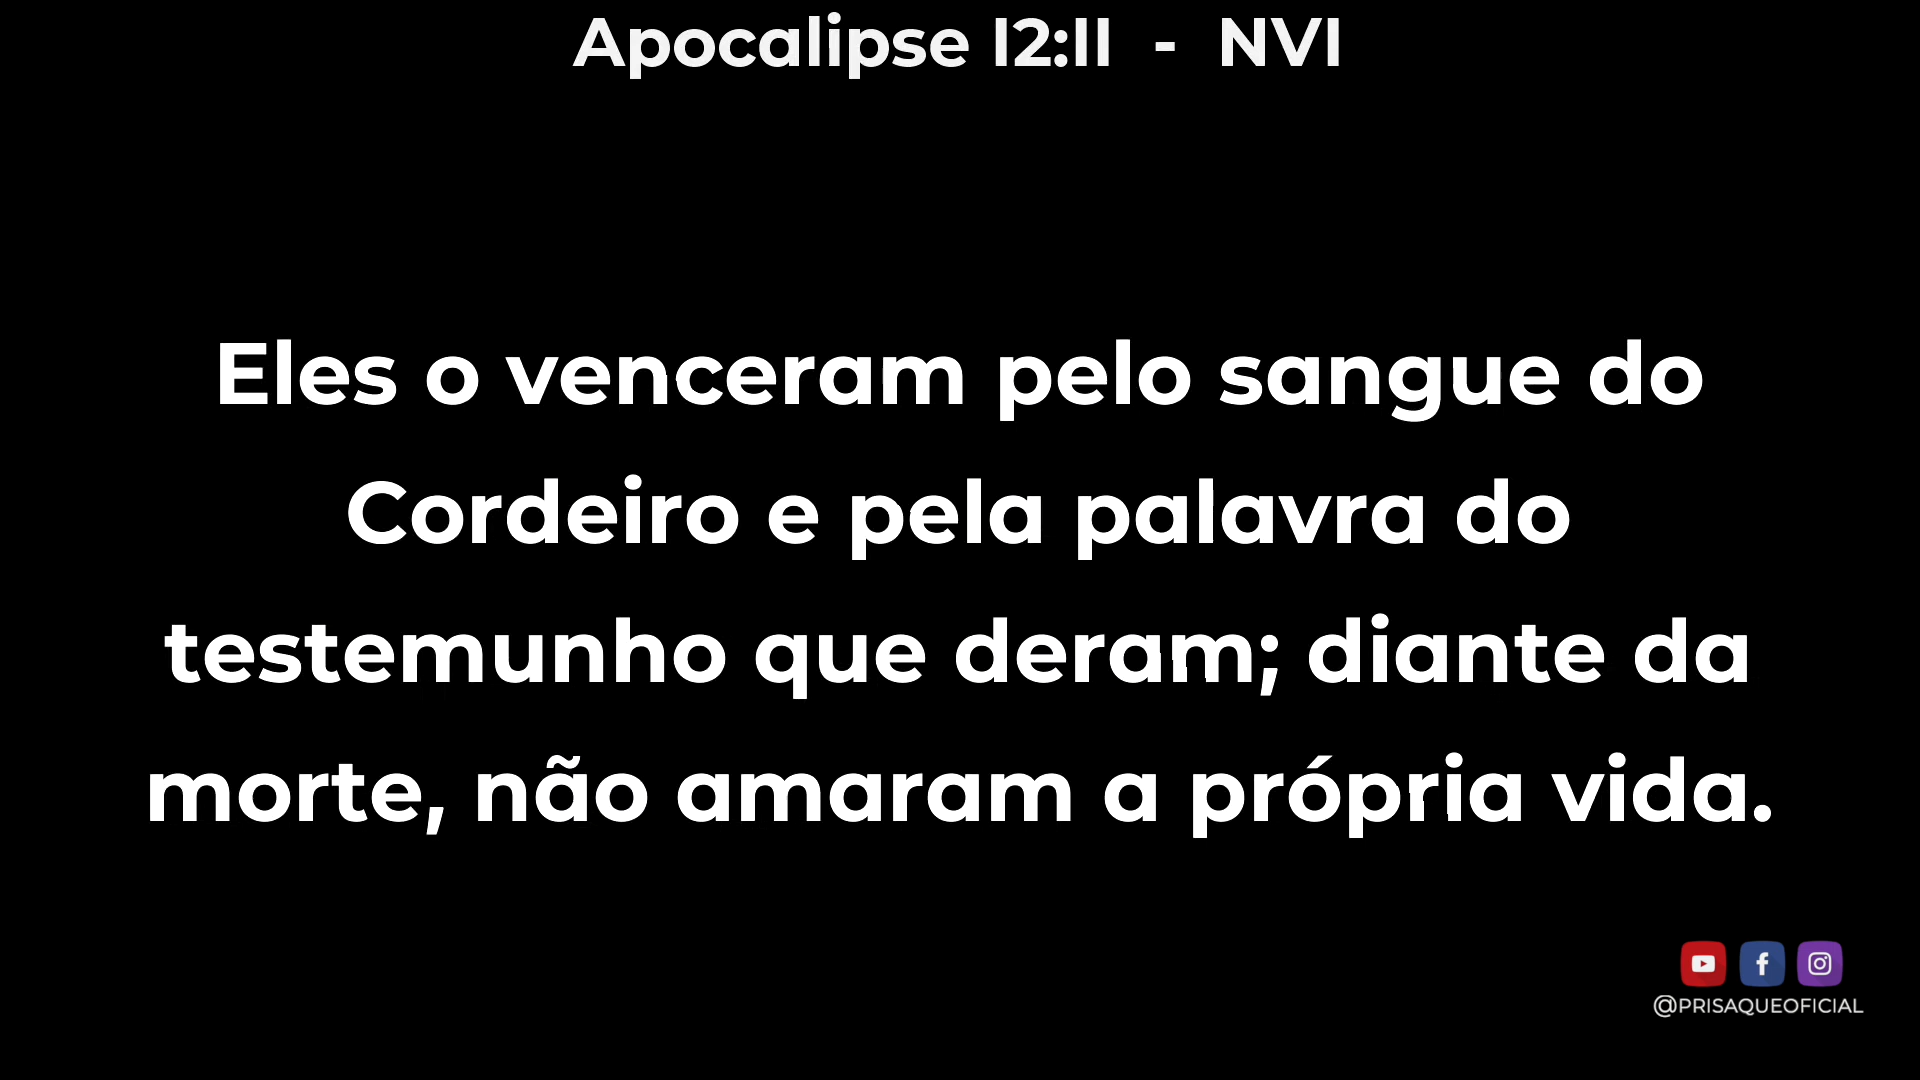 Apocalipse 12:11 - NVI
Eles o venceram pelo sangue do
Cordeiro e pela palavra do
testemunho que deram; diante da
morte, não amaram a própria vida.
@PRISAQUEOFICIAL